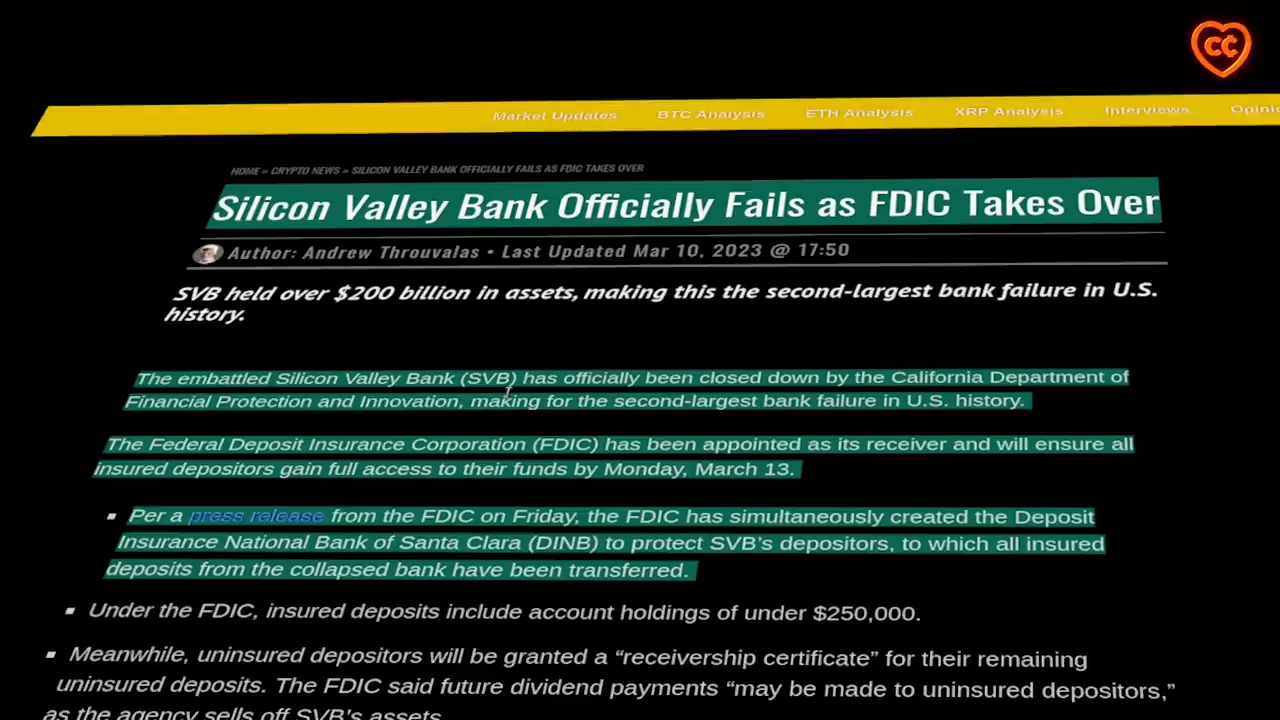 CC
Market Updates BTC Analysis ETH Analysis XRP Analysis Interviews Opinio
HOME » CRYPTO NEWS » SILICON VALLEY BANK OFFICIALLY FAILS AS FDIC TAKES OVER
Silicon Valley Bank Officially Fails as FDIC Takes Over
Author: Andrew Throuvalas • Last Updated Mar 10, 2023 @ 17:50
SVB held over $200 billion in assets, making this the second-largest bank failure in U.S.
history.
The embattled Silicon Valley Bank (SVB) has officially been closed down by the California Department of
Financial Protection and Innovation, making for the second-largest bank failure in U.S. history.
The Federal Deposit Insurance Corporation (FDIC) has been appointed as its receiver and will ensure all
insured depositors gain full access to their funds by Monday, March 13.
▪ Per a press release from the FDIC on Friday, the FDIC has simultaneously created the Deposit
Insurance National Bank of Santa Clara (DINB) to protect SVB’s depositors, to which all insured
deposits from the collapsed bank have been transferred.
▪ Under the FDIC, insured deposits include account holdings of under $250,000.
▪ Meanwhile, uninsured depositors will be granted a “receivership certificate” for their remaining
uninsured deposits. The FDIC said future dividend payments “may be made to uninsured depositors,”
as the agency sells off SVB’s assets.